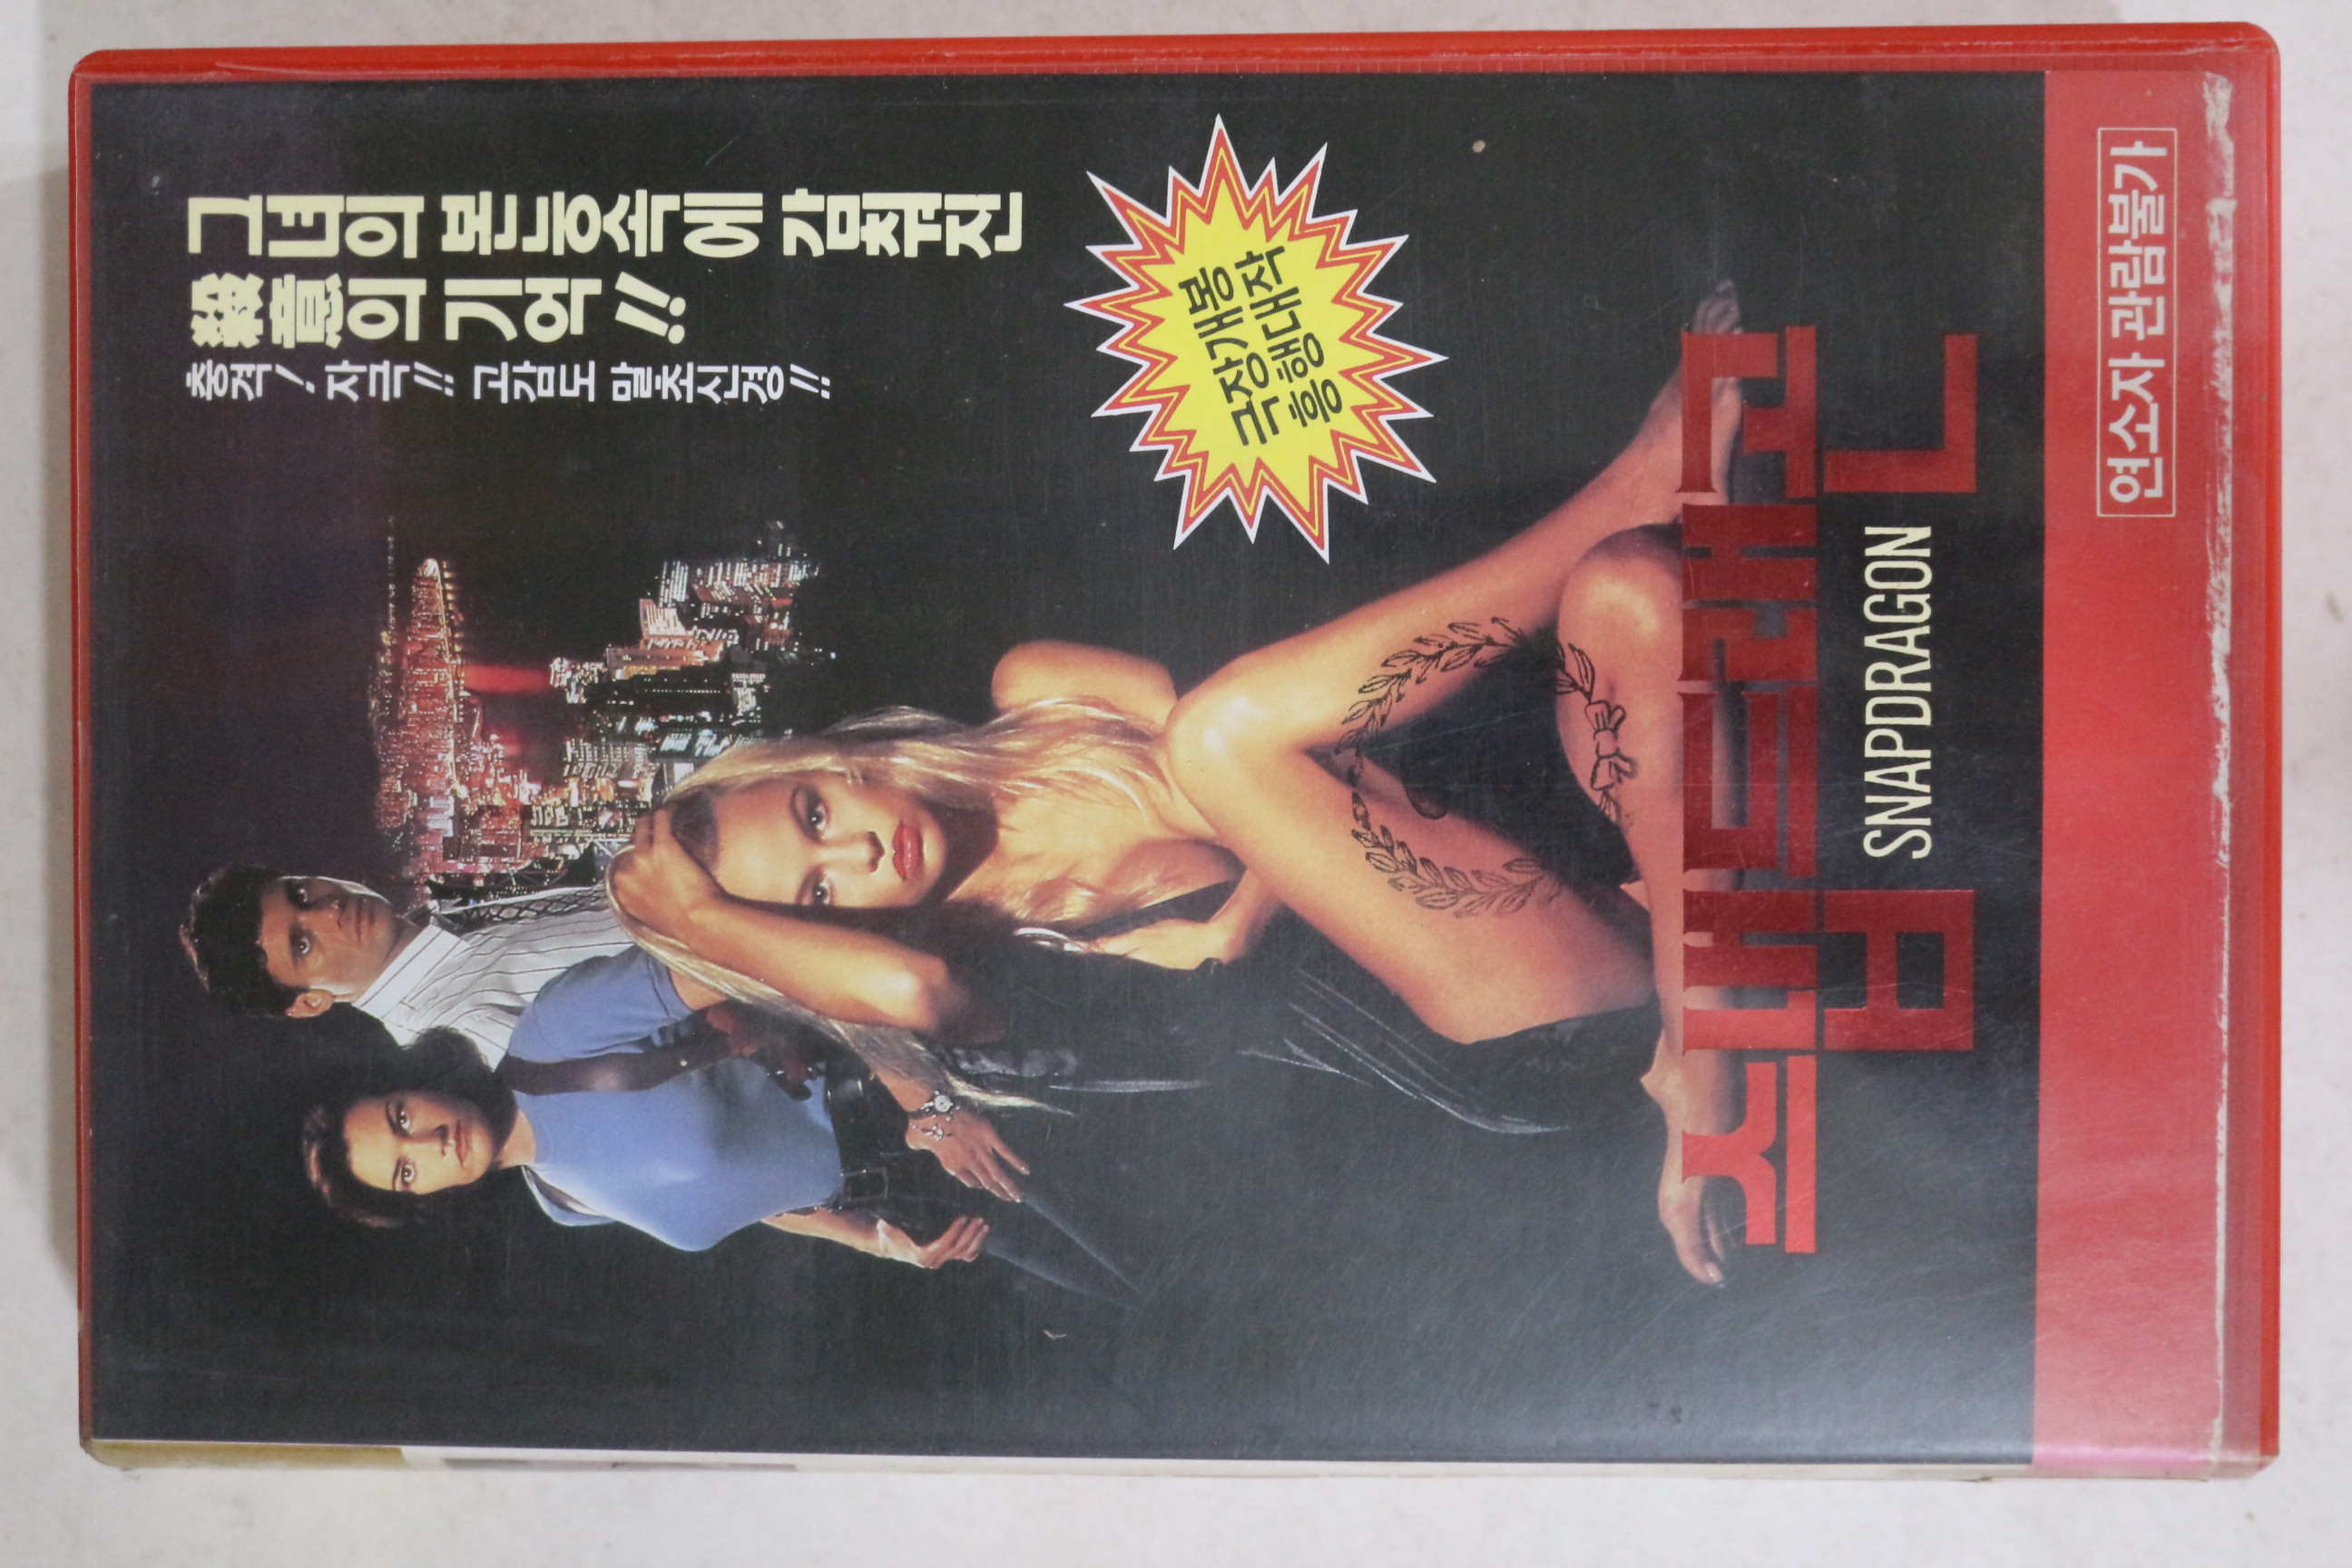 그녀의 본능속에 감춰진
殺意의 기억!!
충격! 자극!! 고감도 말초신경!!
극장개봉
흥행대작
스냅드래곤
SNAPDRAGON
연소자 관람불가